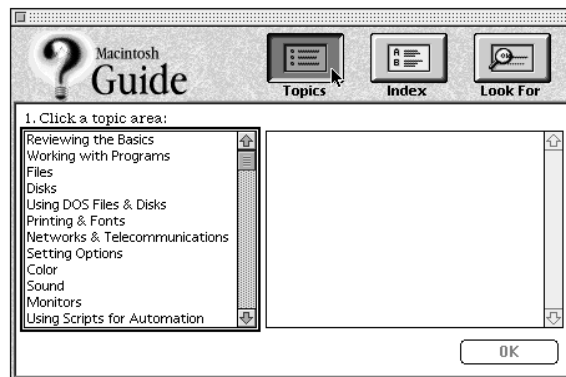 Macintosh
Guide
Topics
Index
Look For
1. Click a topic area:
Reviewing the Basics
Working with Programs
Files
Disks
Using DOS Files & Disks
Printing & Fonts
Networks & Telecommunications
Setting Options
Color
Sound
Monitors
Using Scripts for Automation
OK